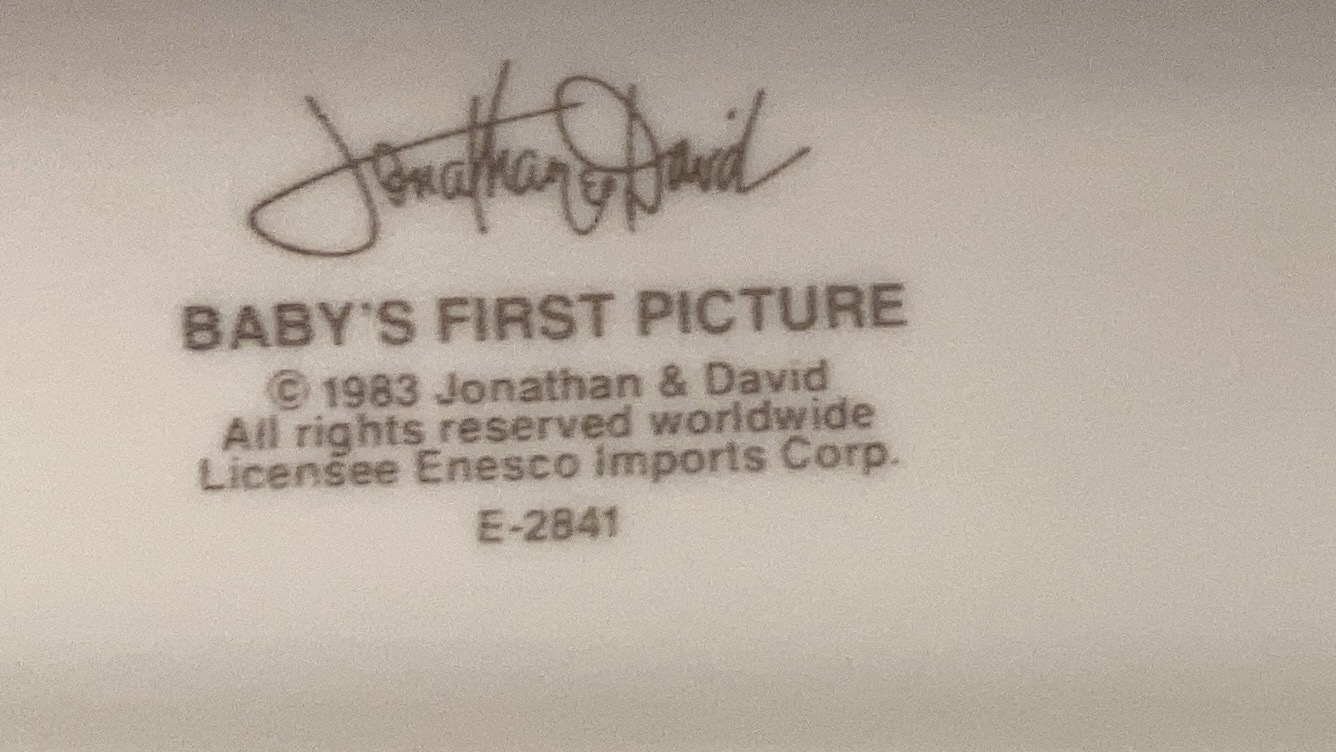 Jonathan & David
BABY'S FIRST PICTURE
© 1983 Jonathan & David
All rights reserved worldwide
Licensee Enesco Imports Corp.
E-2841